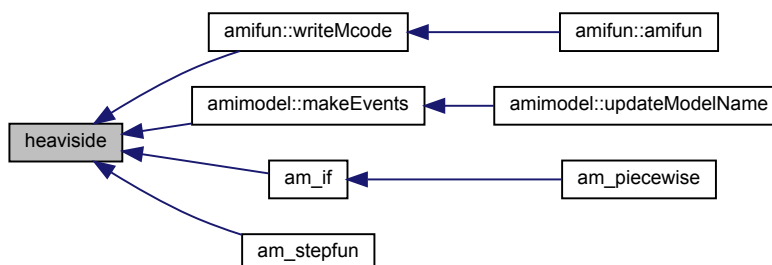 amifun::writeMcode
amifun::amifun
amimodel::makeEvents
amimodel::updateModelName
heaviside
am_if
am_piecewise
am_stepfun